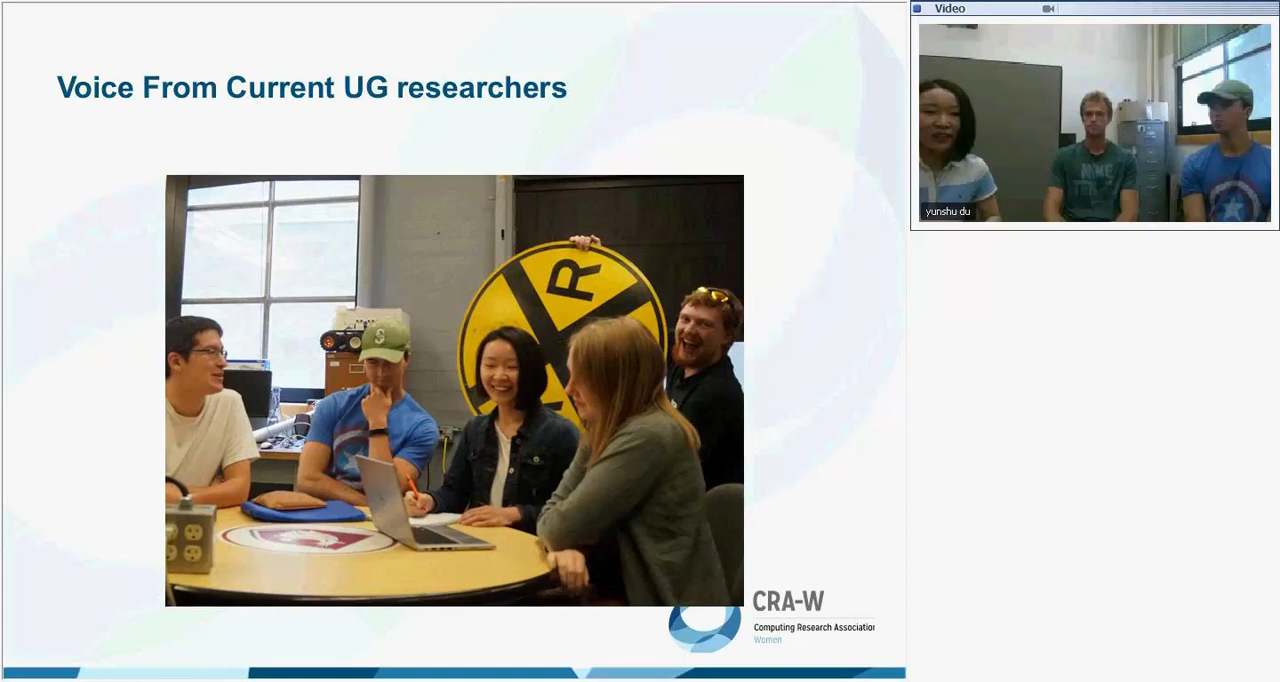 Voice From Current UG researchers
Video
yunshu du
R
S
CRA-W
Computing Research Association
Women